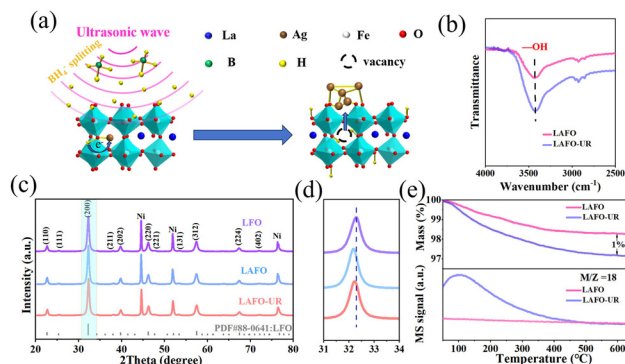 (a)
Ultrasonic wave
BH4- splitting
La
Ag
Fe
O
B
H
vacancy
e-
(b)
—OH
Transmittance
LAFO
LAFO-UR
4000 3500 3000 2500
Wavenumber (cm-1)
(c)
Intensity (a.u.)
(110)
(111)
(200)
(211)
(202)
Ni
(220)
(221)
Ni
(131)
(312)
(224)
(402)
Ni
LFO
LAFO
LAFO-UR
PDF#88-0641:LFO
10 20 30 40 50 60 70 80
2Theta (degree)
(d)
31 32 33 34
(e)
Mass (%)
100
99
98
97
LAFO
LAFO-UR
1%
MS signal (a.u.)
M/Z =18
LAFO
LAFO-UR
100 200 300 400 500 600
Temperature (°C)